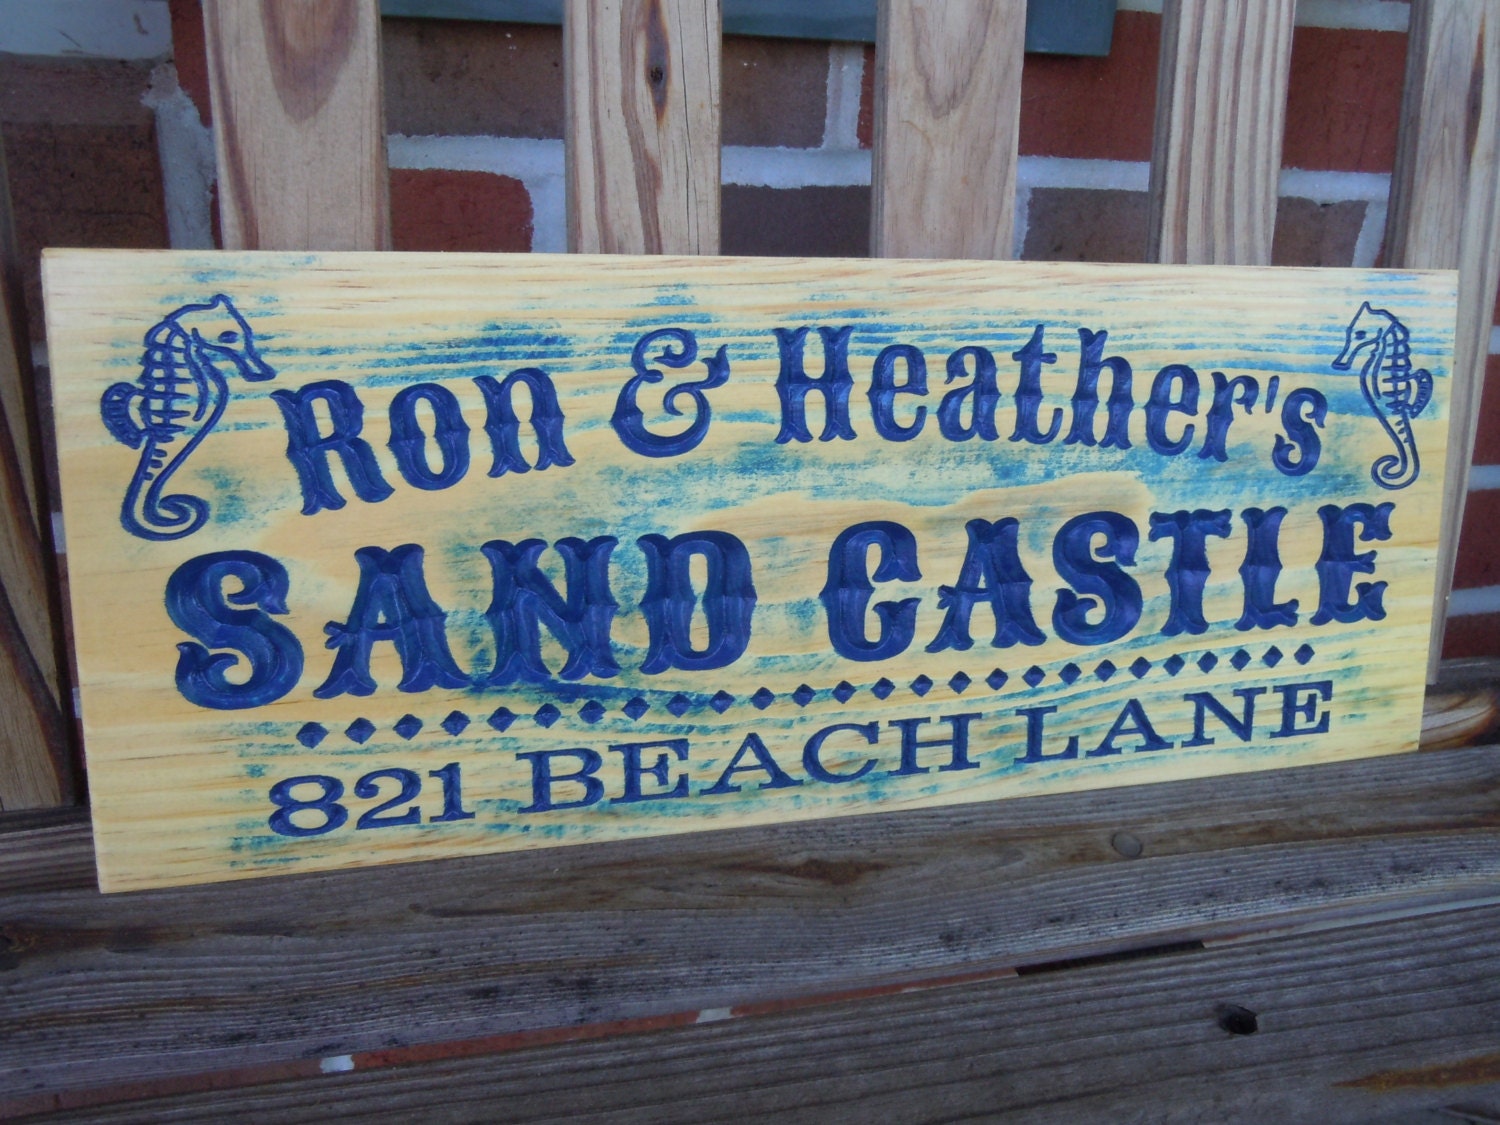 Ron & Heather's
SAND CASTLE
821 BEACH LANE